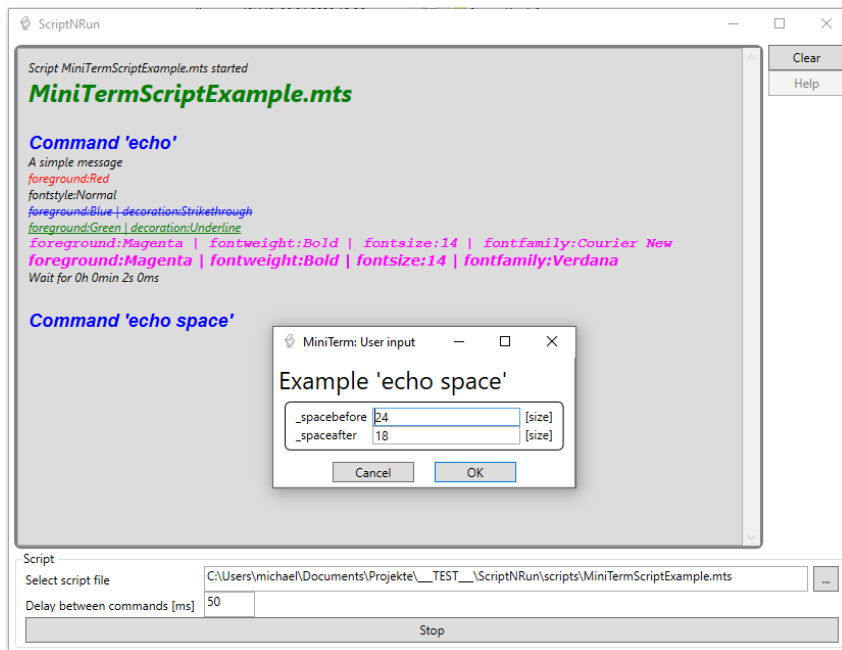 ScriptNRun
Clear
Help
Script MiniTermScriptExample.mts started
MiniTermScriptExample.mts
Command 'echo'
A simple message
foreground:Red
fontstyle:Normal
foreground:Blue | decoration:Strikethrough
foreground:Green | decoration:Underline
foreground:Magenta | fontweight:Bold | fontsize:14 | fontfamily:Courier New
foreground:Magenta | fontweight:Bold | fontsize:14 | fontfamily:Verdana
Wait for 0h 0min 2s 0ms
Command 'echo space'
MiniTerm: User input
Example 'echo space'
_spacebefore 24 [size]
_spaceafter 18 [size]
Cancel OK
Script
Select script file C:\Users\michael\Documents\Projekte\__TEST__\ScriptNRun\scripts\MiniTermScriptExample.mts ...
Delay between commands [ms] 50
Stop